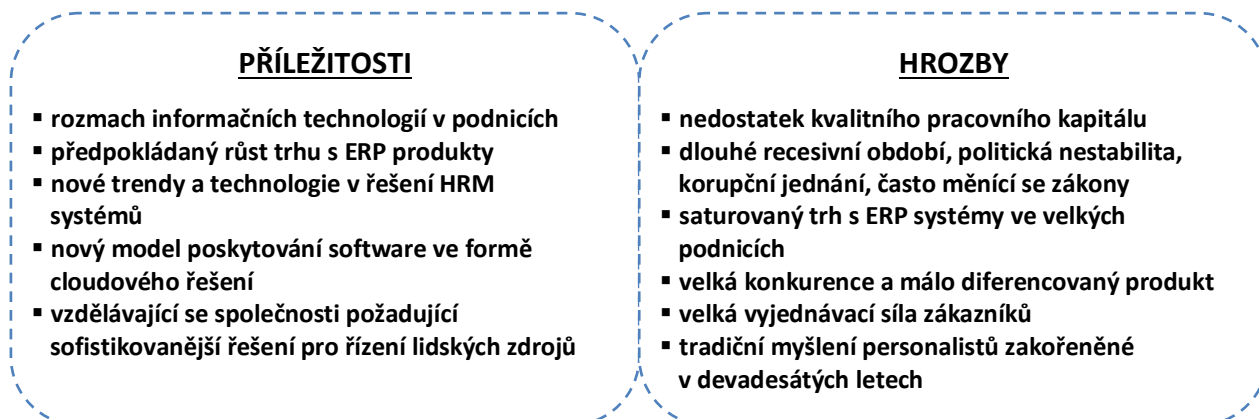 PŘÍLEŽITOSTI
▪ rozmach informačních technologií v podnicích
▪ předpokládaný růst trhu s ERP produkty
▪ nové trendy a technologie v řešení HRM
systémů
▪ nový model poskytování software ve formě
cloudového řešení
▪ vzdělávající se společnosti požadující
sofistikovanější řešení pro řízení lidských zdrojů
HROZBY
▪ nedostatek kvalitního pracovního kapitálu
▪ dlouhé recesivní období, politická nestabilita,
korupční jednání, často měnící se zákony
▪ saturovaný trh s ERP systémy ve velkých
podnicích
▪ velká konkurence a málo diferencovaný produkt
▪ velká vyjednávací síla zákazníků
▪ tradiční myšlení personalistů zakořeněné
v devadesátých letech